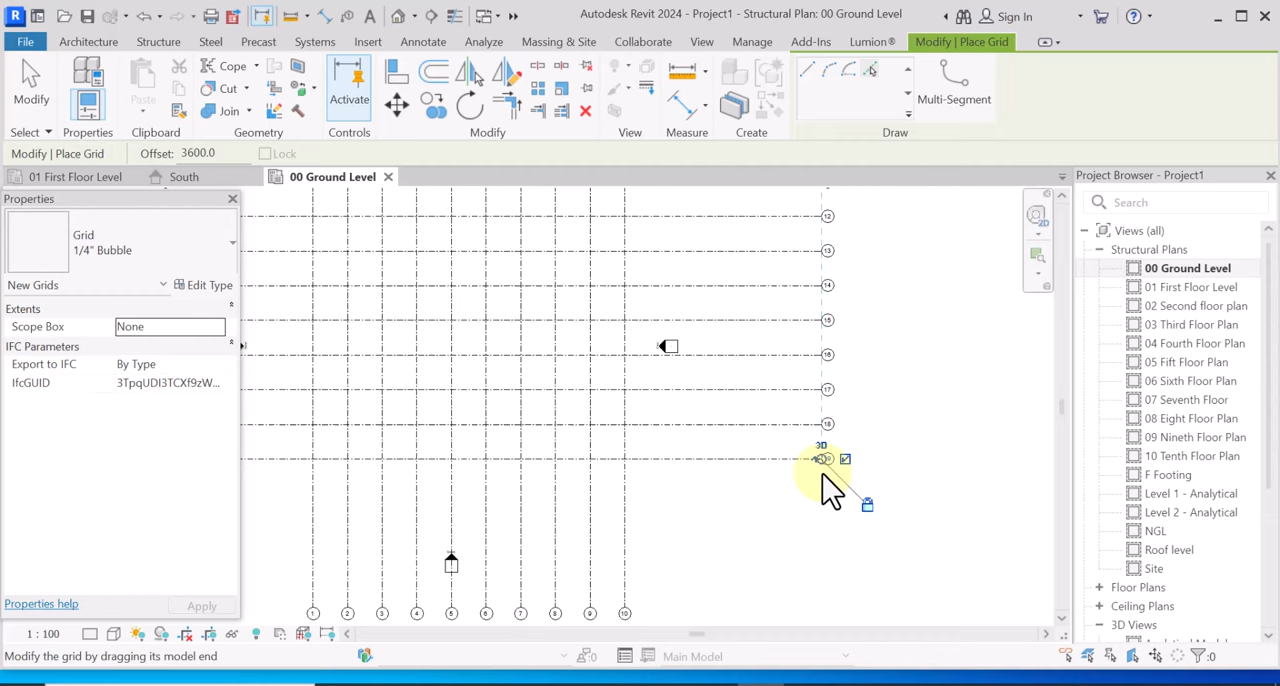 Autodesk Revit 2024 - Project1 - Structural Plan: 00 Ground Level
Sign In
File Architecture Structure Steel Precast Systems Insert Annotate Analyze Massing & Site Collaborate View Manage Add-Ins Lumion® Modify | Place Grid
Modify
Paste
Cope
Cut
Join
Activate
Multi-Segment
Select Properties Clipboard Geometry Controls Modify View Measure Create Draw
Modify | Place Grid Offset: 3600.0 Lock
01 First Floor Level South 00 Ground Level
Project Browser - Project1
Properties
Search
Grid
1/4" Bubble
New Grids Edit Type
Extents
Scope Box None
IFC Parameters
Export to IFC By Type
IfcGUID 3TpqUDI3TCXf9zW...
Properties help Apply
12
13
14
15
16
17
18
3D
1 2 3 4 5 6 7 8 9 10
2D
Views (all)
Structural Plans
00 Ground Level
01 First Floor Level
02 Second floor plan
03 Third Floor Plan
04 Fourth Floor Plan
05 Fift Floor Plan
06 Sixth Floor Plan
07 Seventh Floor
08 Eight Floor Plan
09 Nineth Floor Plan
10 Tenth Floor Plan
F Footing
Level 1 - Analytical
Level 2 - Analytical
NGL
Roof level
Site
Floor Plans
Ceiling Plans
3D Views
1 : 100
Modify the grid by dragging its model end
:0
Main Model
:0